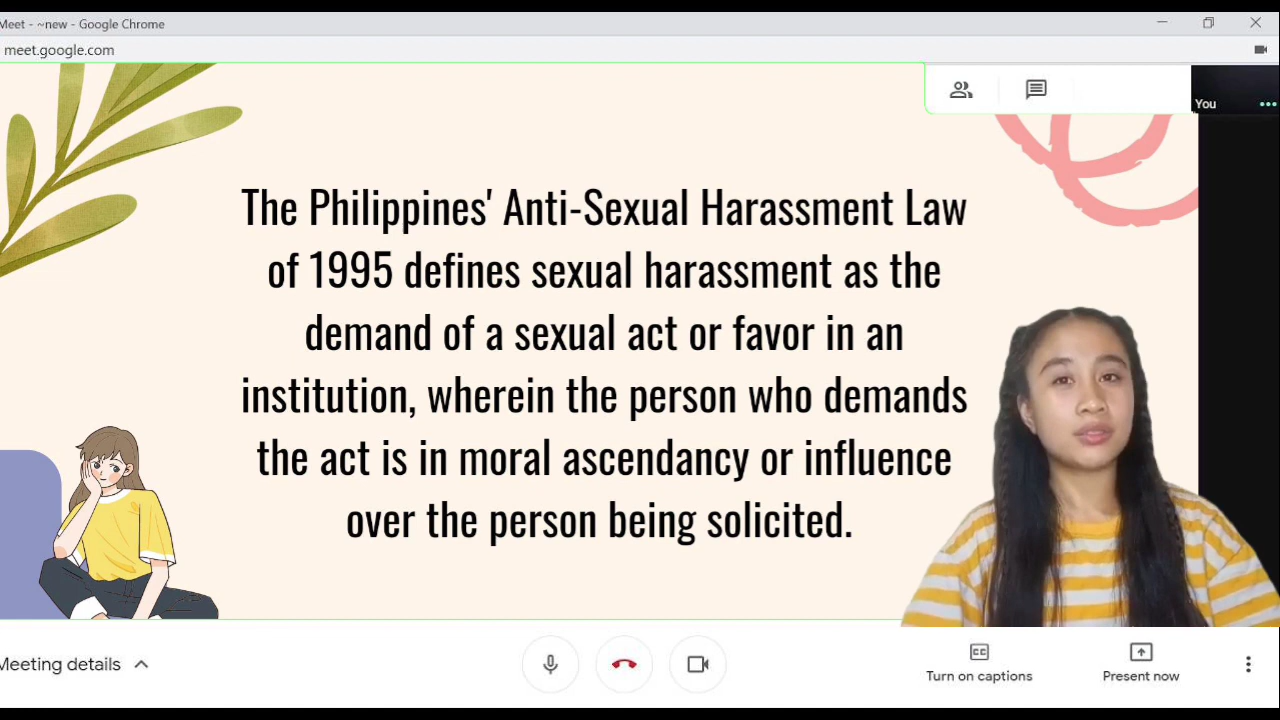 Meet - ~new - Google Chrome
meet.google.com
You
The Philippines' Anti-Sexual Harassment Law
of 1995 defines sexual harassment as the
demand of a sexual act or favor in an
institution, wherein the person who demands
the act is in moral ascendancy or influence
over the person being solicited.
Meeting details
CC
Turn on captions
Present now